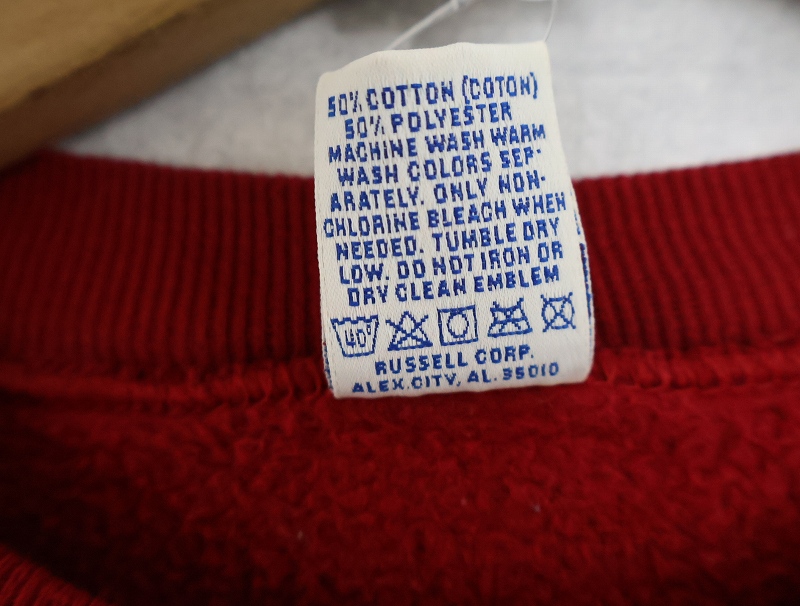 50% COTTON (COTON)
50% POLYESTER
MACHINE WASH WARM
WASH COLORS SEP-
ARATELY. ONLY NON-
CHLORINE BLEACH WHEN
NEEDED. TUMBLE DRY
LOW. DO NOT IRON OR
DRY CLEAN EMBLEM
40°
RUSSELL CORP.
ALEX.CITY, AL. 35010